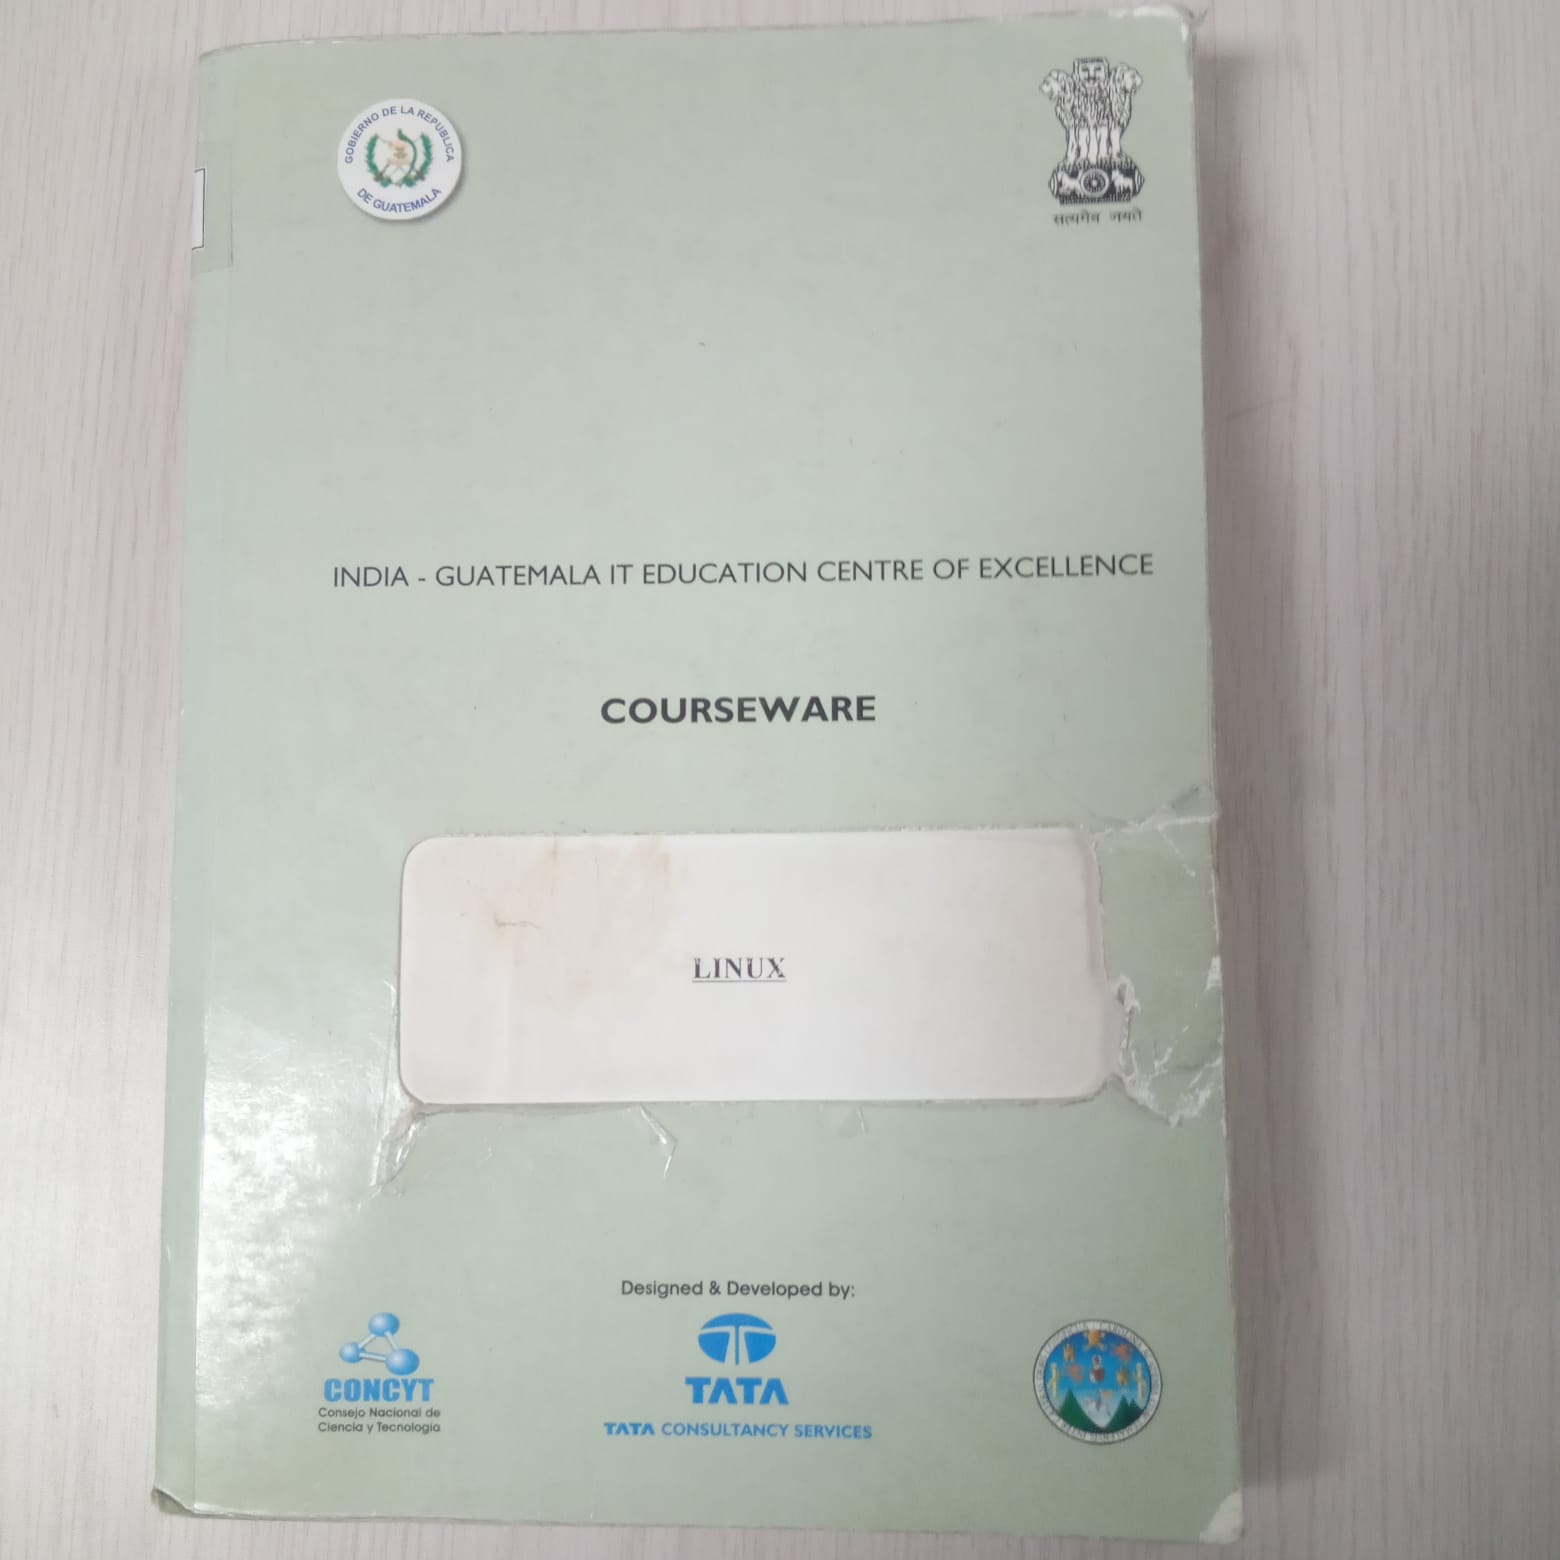 GOBIERNO DE LA REPUBLICA
DE GUATEMALA
सत्यमेव जयते
INDIA - GUATEMALA IT EDUCATION CENTRE OF EXCELLENCE
COURSEWARE
LINUX
Designed & Developed by:
CONCYT
Consejo Nacional de
Ciencia y Tecnología
TATA
TATA CONSULTANCY SERVICES